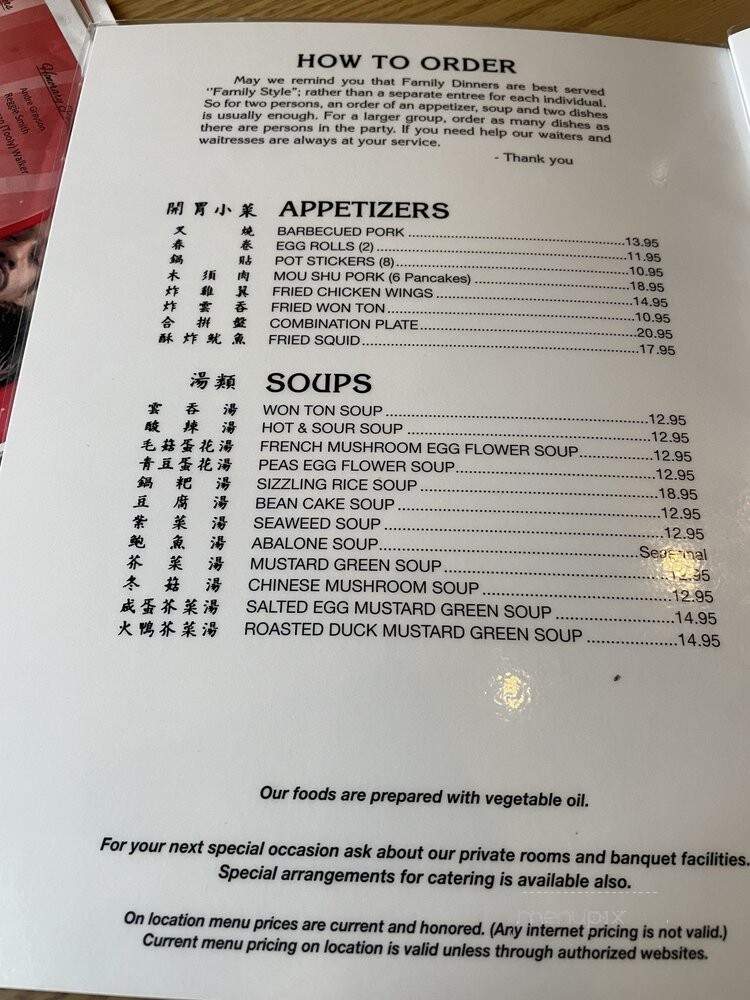 Honorary
Andre Grayson
Reggie Smith
(Tooly) Walker
HOW TO ORDER
May we remind you that Family Dinners are best served
"Family Style"; rather than a separate entree for each individual.
So for two persons, an order of an appetizer, soup and two dishes
is usually enough. For a larger group, order as many dishes as
there are persons in the party. If you need help our waiters and
waitresses are always at your service.
- Thank you
開胃小菜 APPETIZERS
叉燒 BARBECUED PORK 13.95
春卷 EGG ROLLS (2) 11.95
鍋貼 POT STICKERS (8) 10.95
木須肉 MOU SHU PORK (6 Pancakes) 18.95
炸雞翼 FRIED CHICKEN WINGS 14.95
炸雲吞 FRIED WON TON 10.95
合拼盤 COMBINATION PLATE 20.95
酥炸魷魚 FRIED SQUID 17.95
湯類 SOUPS
雲吞湯 WON TON SOUP 12.95
酸辣湯 HOT & SOUR SOUP 12.95
毛菇蛋花湯 FRENCH MUSHROOM EGG FLOWER SOUP 12.95
青豆蛋花湯 PEAS EGG FLOWER SOUP 12.95
鍋粑湯 SIZZLING RICE SOUP 18.95
豆腐湯 BEAN CAKE SOUP 12.95
紫菜湯 SEAWEED SOUP 12.95
鮑魚湯 ABALONE SOUP Seasonal
芥菜湯 MUSTARD GREEN SOUP 12.95
冬菇湯 CHINESE MUSHROOM SOUP 12.95
咸蛋芥菜湯 SALTED EGG MUSTARD GREEN SOUP 14.95
火鴨芥菜湯 ROASTED DUCK MUSTARD GREEN SOUP 14.95
Our foods are prepared with vegetable oil.
For your next special occasion ask about our private rooms and banquet facilities.
Special arrangements for catering is available also.
menupix
On location menu prices are current and honored. (Any internet pricing is not valid.)
Current menu pricing on location is valid unless through authorized websites.